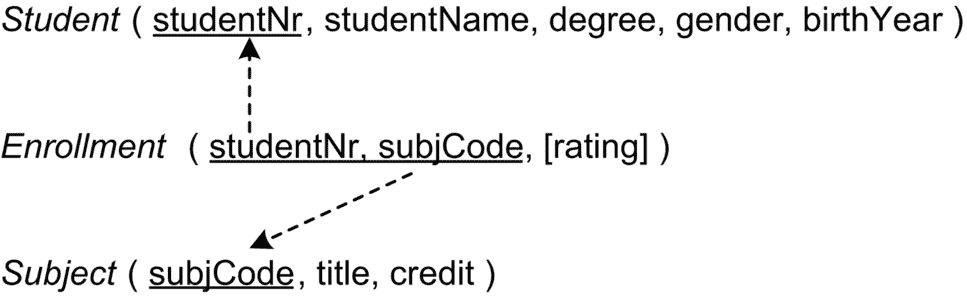 Student ( studentNr, studentName, degree, gender, birthYear )
Enrollment ( studentNr, subjCode, [rating] )
Subject ( subjCode, title, credit )